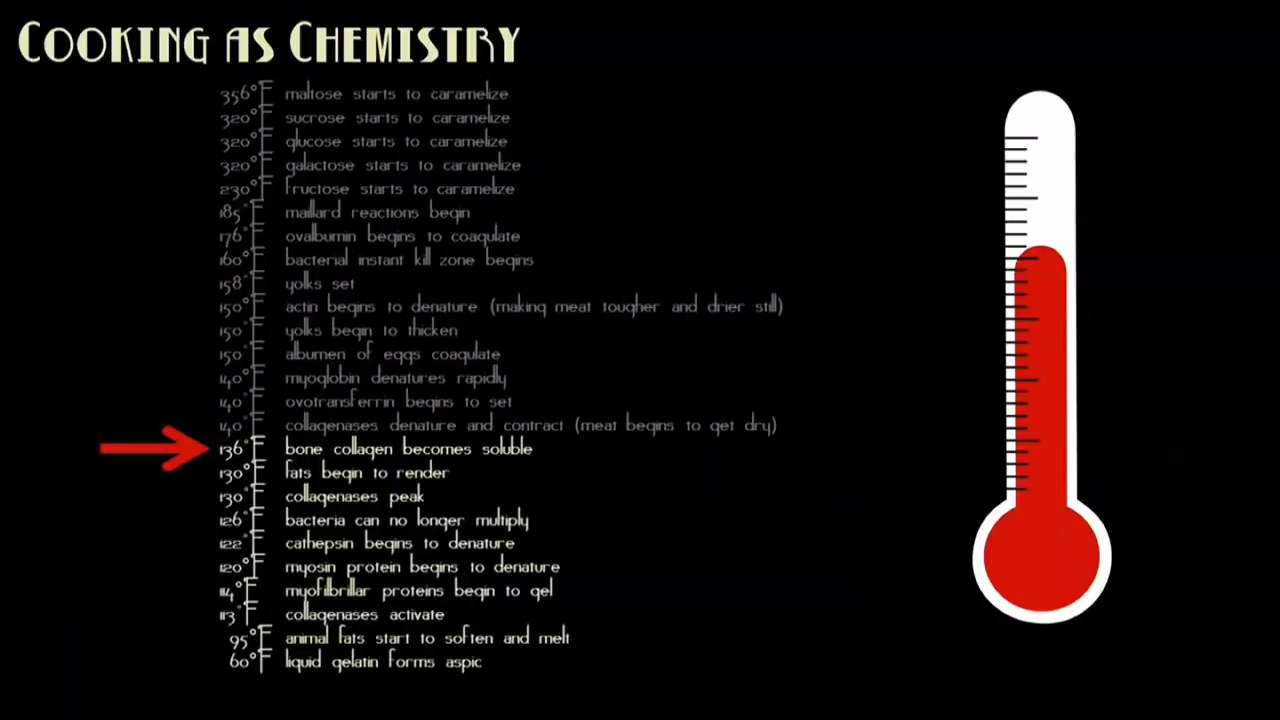 COOKING AS CHEMISTRY
356°F maltose starts to caramelize
320°F sucrose starts to caramelize
320°F glucose starts to caramelize
320°F galactose starts to caramelize
230°F fructose starts to caramelize
185°F maillard reactions begin
176°F ovalbumin begins to coagulate
160°F bacterial instant kill zone begins
158°F yolks set
150°F actin begins to denature (making meat tougher and drier still)
150°F yolks begin to thicken
150°F albumen of eggs coagulate
140°F myoglobin denatures rapidly
140°F ovotransferrin begins to set
140°F collagenases denature and contract (meat begins to get dry)
136°F bone collagen becomes soluble
130°F fats begin to render
130°F collagenases peak
126°F bacteria can no longer multiply
122°F cathepsin begins to denature
120°F myosin protein begins to denature
114°F myofilbrillar proteins begin to gel
113°F collagenases activate
95°F animal fats start to soften and melt
60°F liquid gelatin forms aspic